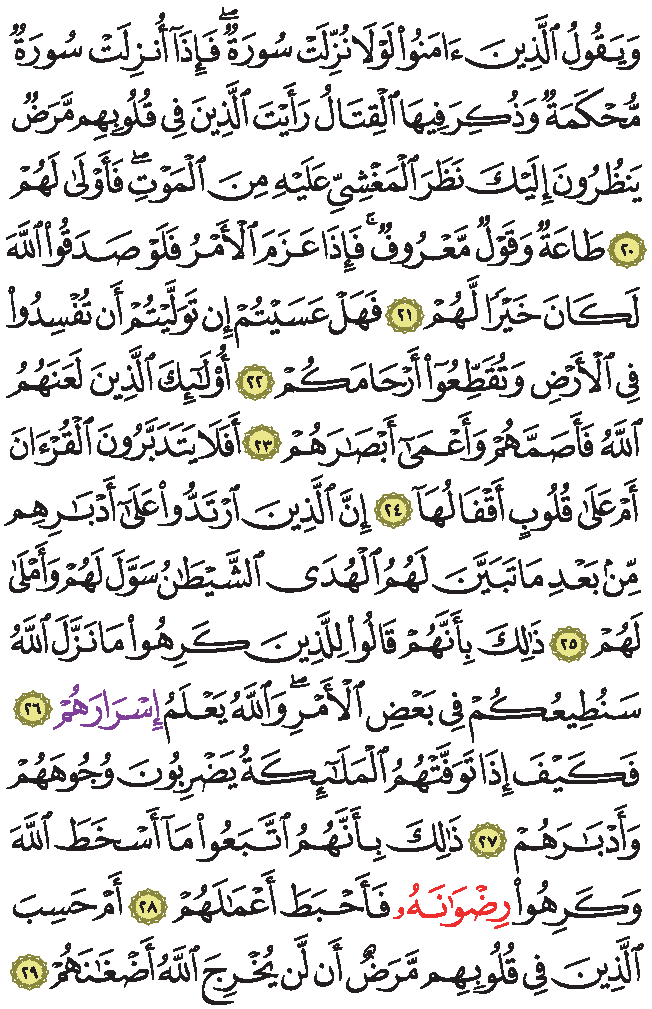 وَيَقُولُ ٱلَّذِينَ ءَامَنُواْ لَوۡلَا نُزِّلَتۡ سُورَةٞۖ فَإِذَآ أُنزِلَتۡ سُورَةٞ
مُّحۡكَمَةٞ وَذُكِرَ فِيهَا ٱلۡقِتَالُ رَأَيۡتَ ٱلَّذِينَ فِي قُلُوبِهِم مَّرَضٞ
يَنظُرُونَ إِلَيۡكَ نَظَرَ ٱلۡمَغۡشِيِّ عَلَيۡهِ مِنَ ٱلۡمَوۡتِۖ فَأَوۡلَىٰ لَهُمۡ
٢٠ طَاعَةٞ وَقَوۡلٞ مَّعۡرُوفٞۚ فَإِذَا عَزَمَ ٱلۡأَمۡرُ فَلَوۡ صَدَقُواْ ٱللَّهَ
لَكَانَ خَيۡرٗا لَّهُمۡ ٢١ فَهَلۡ عَسَيۡتُمۡ إِن تَوَلَّيۡتُمۡ أَن تُفۡسِدُواْ
فِي ٱلۡأَرۡضِ وَتُقَطِّعُوٓاْ أَرۡحَامَكُمۡ ٢٢ أُوْلَٰٓئِكَ ٱلَّذِينَ لَعَنَهُمُ
ٱللَّهُ فَأَصَمَّهُمۡ وَأَعۡمَىٰٓ أَبۡصَٰرَهُمۡ ٢٣ أَفَلَا يَتَدَبَّرُونَ ٱلۡقُرۡءَانَ
أَمۡ عَلَىٰ قُلُوبٍ أَقۡفَالُهَآ ٢٤ إِنَّ ٱلَّذِينَ ٱرۡتَدُّواْ عَلَىٰٓ أَدۡبَٰرِهِم
مِّنۢ بَعۡدِ مَا تَبَيَّنَ لَهُمُ ٱلۡهُدَى ٱلشَّيۡطَٰنُ سَوَّلَ لَهُمۡ وَأَمۡلَىٰ
لَهُمۡ ٢٥ ذَٰلِكَ بِأَنَّهُمۡ قَالُواْ لِلَّذِينَ كَرِهُواْ مَا نَزَّلَ ٱللَّهُ
سَنُطِيعُكُمۡ فِي بَعۡضِ ٱلۡأَمۡرِۖ وَٱللَّهُ يَعۡلَمُ إِسۡرَارَهُمۡ ٢٦
فَكَيۡفَ إِذَا تَوَفَّتۡهُمُ ٱلۡمَلَٰٓئِكَةُ يَضۡرِبُونَ وُجُوهَهُمۡ
وَأَدۡبَٰرَهُمۡ ٢٧ ذَٰلِكَ بِأَنَّهُمُ ٱتَّبَعُواْ مَآ أَسۡخَطَ ٱللَّهَ
وَكَرِهُواْ رِضۡوَٰنَهُۥ فَأَحۡبَطَ أَعۡمَٰلَهُمۡ ٢٨ أَمۡ حَسِبَ
ٱلَّذِينَ فِي قُلُوبِهِم مَّرَضٌ أَن لَّن يُخۡرِجَ ٱللَّهُ أَضۡغَٰنَهُمۡ ٢٩